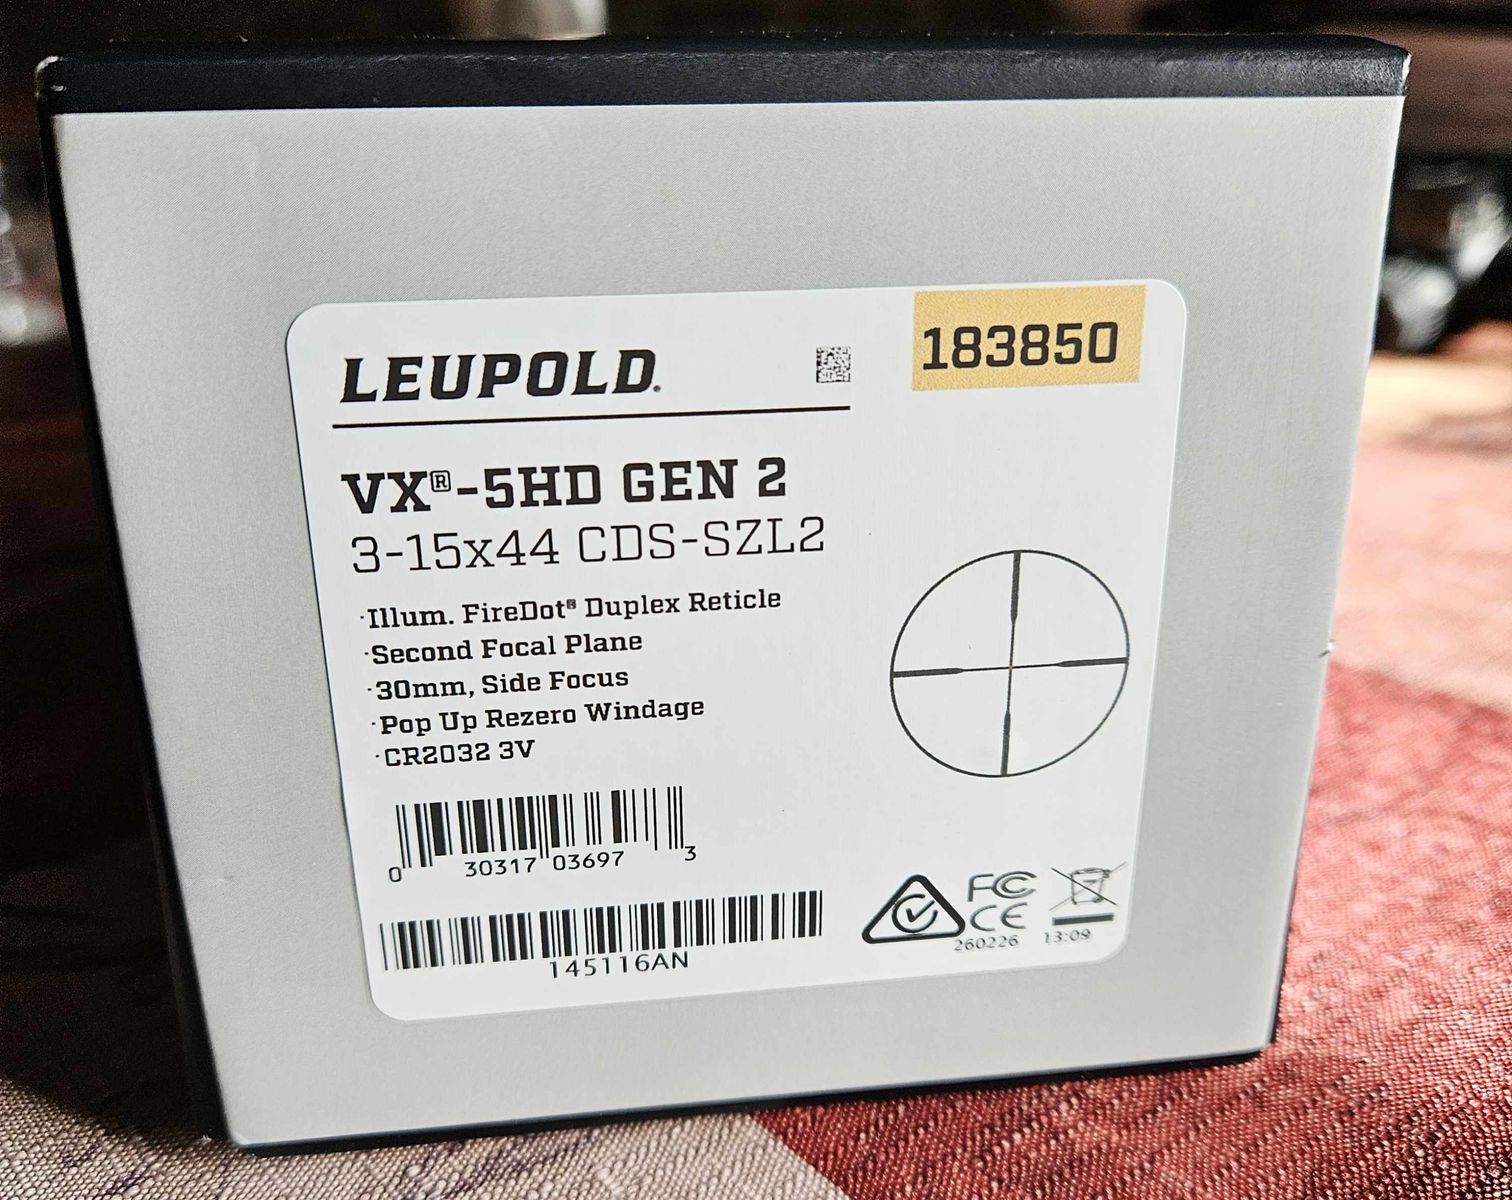 LEUPOLD.
183850
VX®-5HD GEN 2
3-15x44 CDS-SZL2
·Illum. FireDot® Duplex Reticle
·Second Focal Plane
·30mm, Side Focus
·Pop Up Rezero Windage
·CR2032 3V
0 30317 03697 3
145116AN
FC
CE
260226 13:09